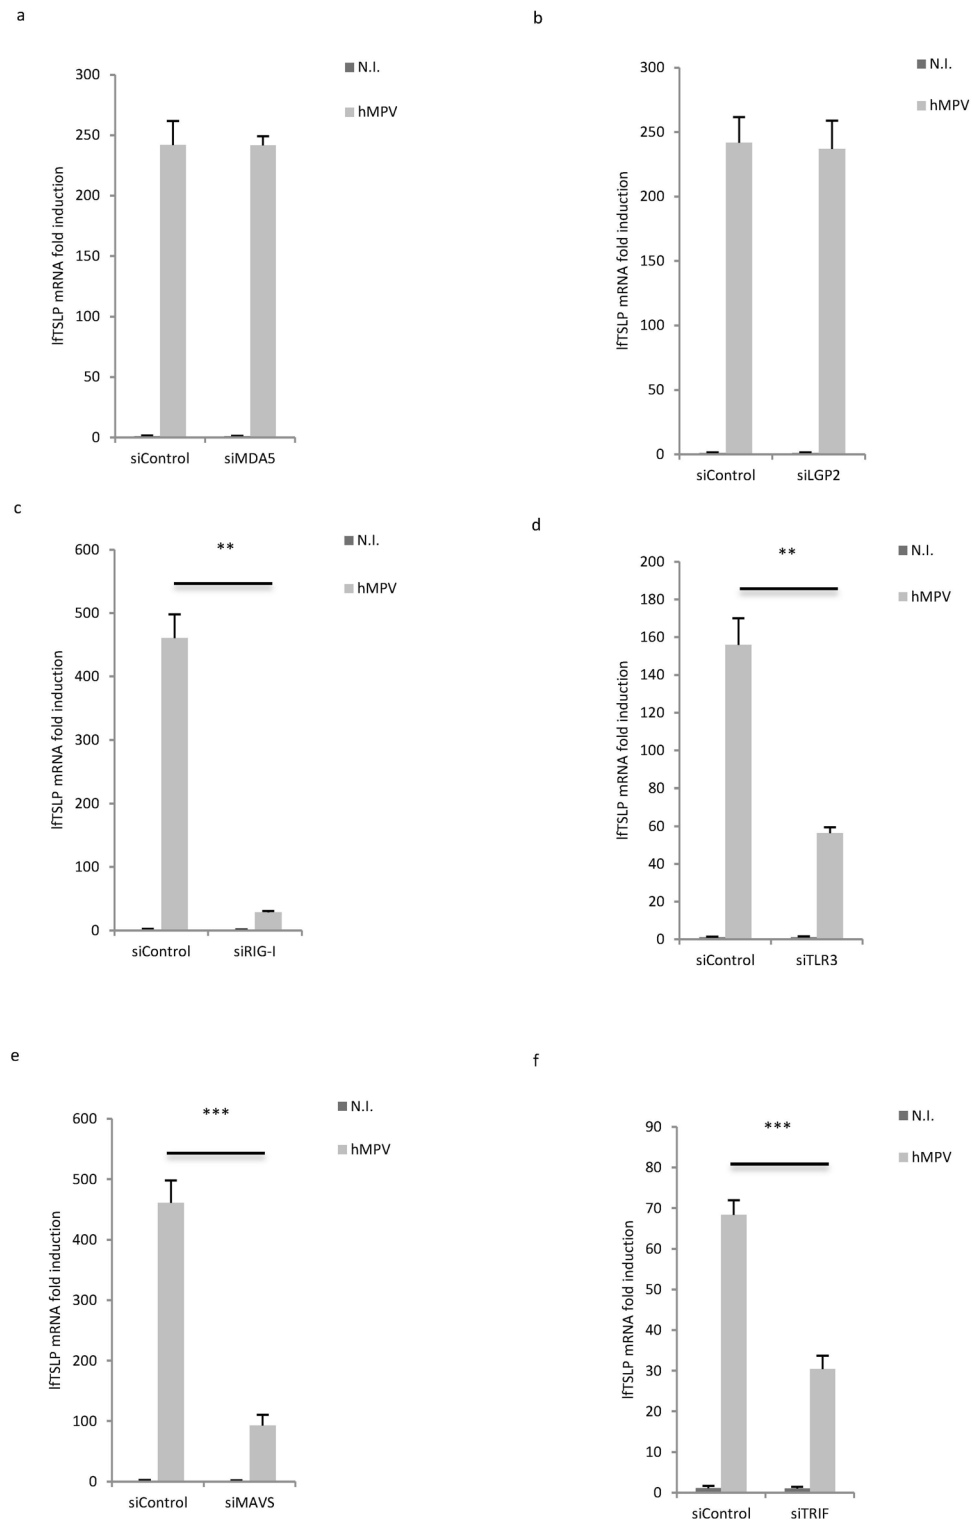 a
N.I.
hMPV
300
250
200
150
100
50
0
lfTSLP mRNA fold induction
siControl siMDA5
b
N.I.
hMPV
300
250
200
150
100
50
0
lfTSLP mRNA fold induction
siControl siLGP2
c
N.I.
hMPV
**
600
500
400
300
200
100
0
lfTSLP mRNA fold induction
siControl siRIG-I
d
N.I.
hMPV
**
200
180
160
140
120
100
80
60
40
20
0
lfTSLP mRNA fold induction
siControl siTLR3
e
N.I.
hMPV
***
600
500
400
300
200
100
0
lfTSLP mRNA fold induction
siControl siMAVS
f
N.I.
hMPV
***
90
80
70
60
50
40
30
20
10
0
lfTSLP mRNA fold induction
siControl siTRIF